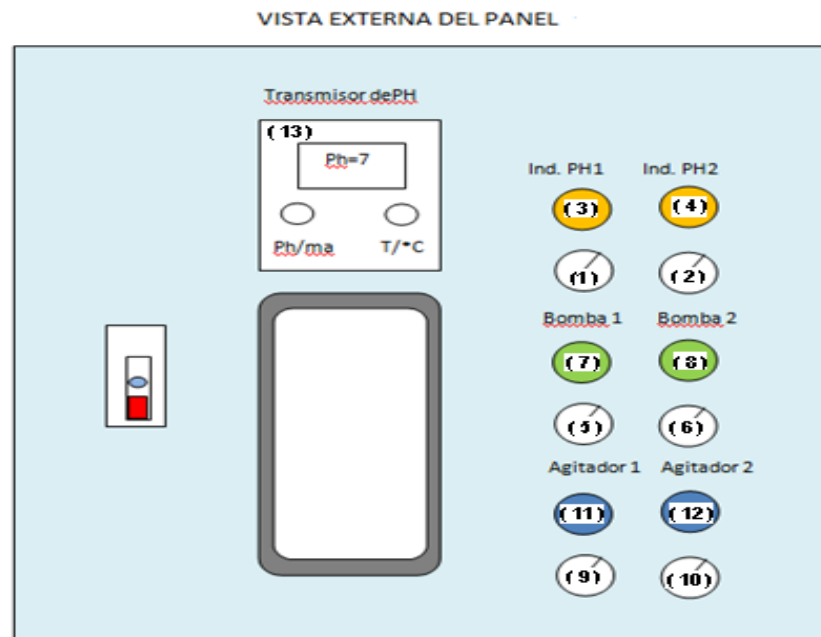 VISTA EXTERNA DEL PANEL
Transmisor dePH
(13)
Ph=7
Ph/ma T/°C
Ind. PH1 Ind. PH2
(3) (4)
(1) (2)
Bomba 1 Bomba 2
(7) (8)
(5) (6)
Agitador 1 Agitador 2
(11) (12)
(9) (10)